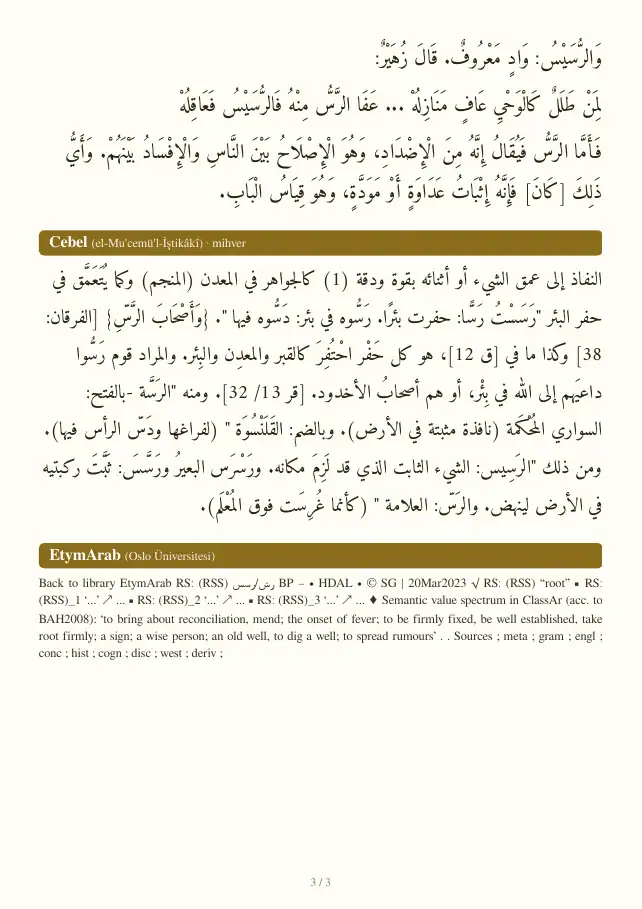 وَالرُّسَيْسُ: وَادٍ مَعْرُوفٌ. قَالَ زُهَيْرٌ:
لِمَنْ طَلَلٌ كَالْوَحْيِ عَافٍ مَنَازِلُهْ ... عَفَا الرَّسُّ مِنْهُ فَالرُّسَيْسُ فَعَاقِلُهْ
فَأَمَّا الرَّسُّ فَيُقَالُ إِنَّهُ مِنَ الْإِضْدَادِ، وَهُوَ الْإِصْلَاحُ بَيْنَ النَّاسِ وَالْإِفْسَادُ بَيْنَهُمْ. وَأَيُّ
ذَلِكَ [كَانَ] فَإِنَّهُ إِثْبَاتُ عَدَاوَةٍ أَوْ مَوَدَّةٍ، وَهُوَ قِيَاسُ الْبَابِ.
Cebel (el-Mu'cemü'l-İştikâkî) · mihver
النفاذ إلى عمق الشيء أو أثنائه بقوة ودقة (1) كالجواهر في المعدن (المنجم) وكما يُتَعَمَّق في
حفر البئر "رَسَسْتُ رَسًّا: حفرت بئرًا. رَسُّوه في بئر: دَسُّوه فيها ". {وَأَصْحَابَ الرَّسِّ} [الفرقان:
38] وكذا ما في [ق 12]، هو كل حَفْر احْتُفِرَ كالقبر والمعدِن والبِئر. والمراد قوم رَسُّوا
داعيَهم إلى الله في بِئْر، أو هم أصحابُ الأخدود. [قر 13/ 32]. ومنه "الرَسَّة -بالفتح:
السواري المُحْكَمة (نافذة مثبتة في الأرض). وبالضم: القَلَنْسُوَة " (لفراغها ودَسّ الرأس فيها).
ومن ذلك "الرَسِيس: الشيء الثابت الذي قد لَزِمَ مكانه. ورَسْرَس البعيرُ ورَسَّسَ: ثَبَّتَ ركبتيه
في الأرض لينهض. والرَسّ: العلامة " (كأنما غُرِسَت فوق المُعْلَم).
EtymArab (Oslo Üniversitesi)
Back to library EtymArab RS: (RSS) رسس/رسّ BP – • HDAL • © SG | 20Mar2023 √ RS: (RSS) “root” ▪ RS:
(RSS)_1 ‘...’ ↗ ... ▪ RS: (RSS)_2 ‘...’ ↗ ... ▪ RS: (RSS)_3 ‘...’ ↗ ... ♦ Semantic value spectrum in ClassAr (acc. to
BAH2008): ‘to bring about reconciliation, mend; the onset of fever; to be firmly fixed, be well established, take
root firmly; a sign; a wise person; an old well, to dig a well; to spread rumours’ . . Sources ; meta ; gram ; engl ;
conc ; hist ; cogn ; disc ; west ; deriv ;
3 / 3